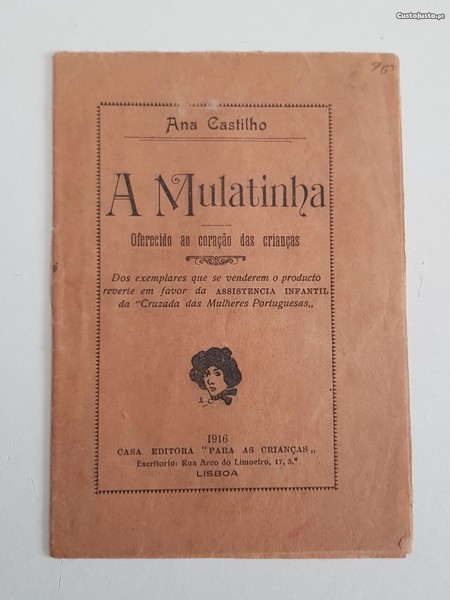 CustoJusto.pt
Ana Castilho
A Mulatinha
Oferecido ao coração das crianças
Dos exemplares que se venderem o producto
reverte em favor da ASSISTENCIA INFANTIL
da "Cruzada das Mulheres Portuguesas„
1916
CASA EDITORA "PARA AS CRIANÇAS„
Escritorio: Rua Arco do Limoeiro, 17, 3.º
LISBOA